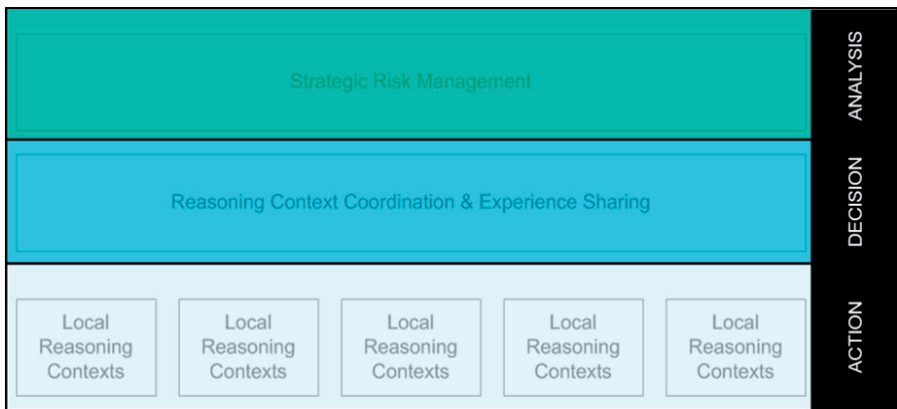 Strategic Risk Management
ANALYSIS
Reasoning Context Coordination & Experience Sharing
DECISION
Local
Reasoning
Contexts
Local
Reasoning
Contexts
Local
Reasoning
Contexts
Local
Reasoning
Contexts
Local
Reasoning
Contexts
ACTION